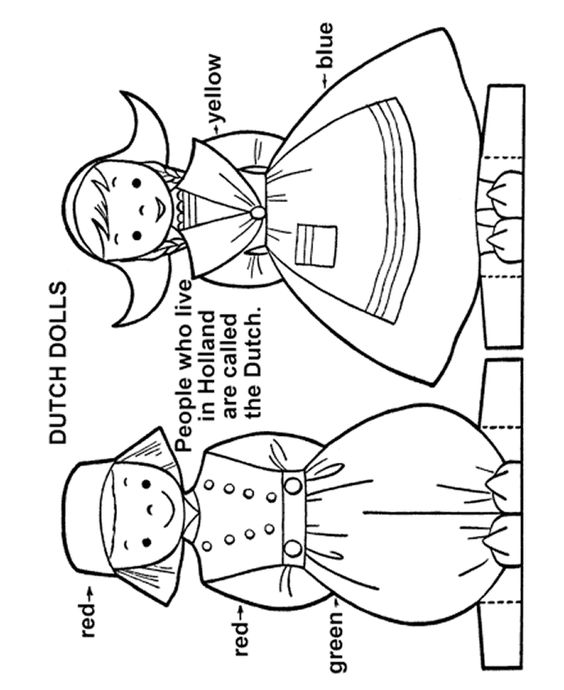 DUTCH DOLLS
People who live
in Holland
are called
the Dutch.
red
red
green
yellow
blue